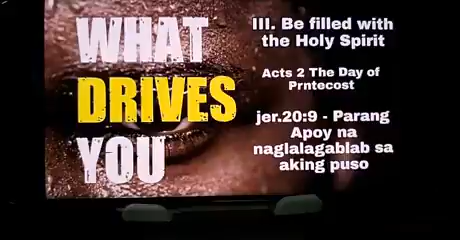 WHAT
DRIVES
YOU
III. Be filled with
the Holy Spirit
Acts 2 The Day of
Prntecost
jer.20:9 - Parang
Apoy na
naglalagablab sa
aking puso